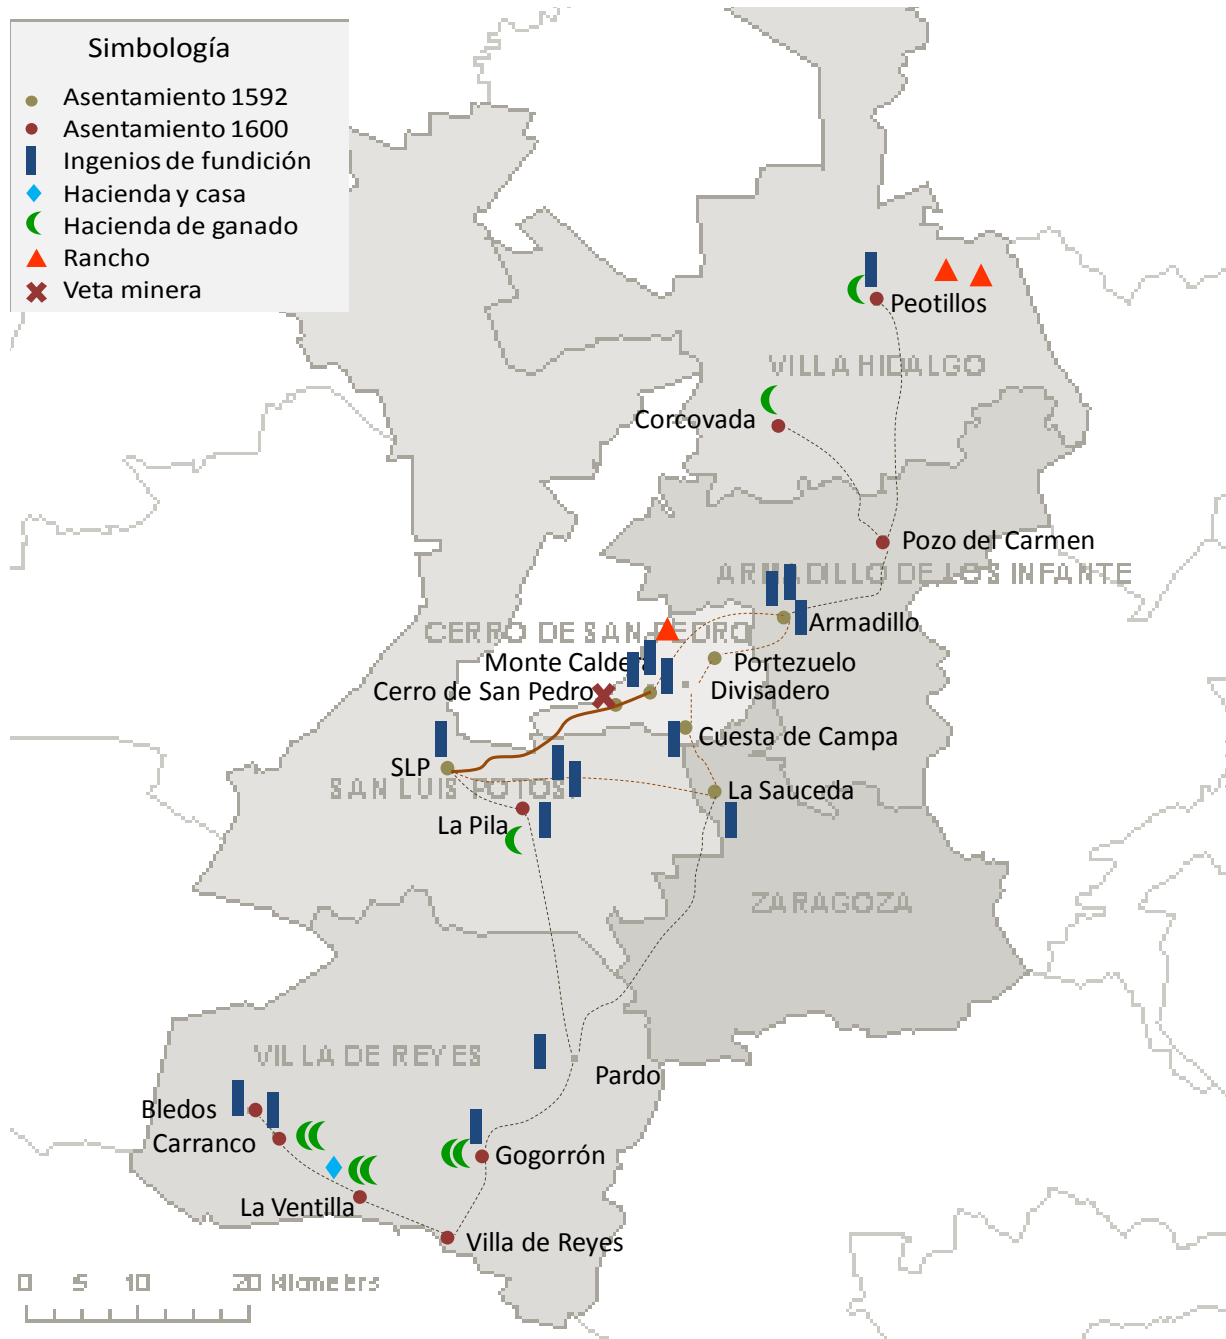 Simbología
Asentamiento 1592
Asentamiento 1600
Ingenios de fundición
Hacienda y casa
Hacienda de ganado
Rancho
Veta minera
Peotillos
VILLA HIDALGO
Corcovada
Pozo del Carmen
ARMADILLO DE LOS INFANTE
Armadillo
CERRO DE SAN PEDRO
Monte Caldera
Portezuelo
Cerro de San Pedro
Divisadero
Cuesta de Campa
SLP
SAN LUIS POTOSI
La Sauceda
La Pila
ZARAGOZA
VILLA DE REYES
Pardo
Bledos
Carranco
Gogorrón
La Ventilla
Villa de Reyes
0 5 10 20 Kilometers